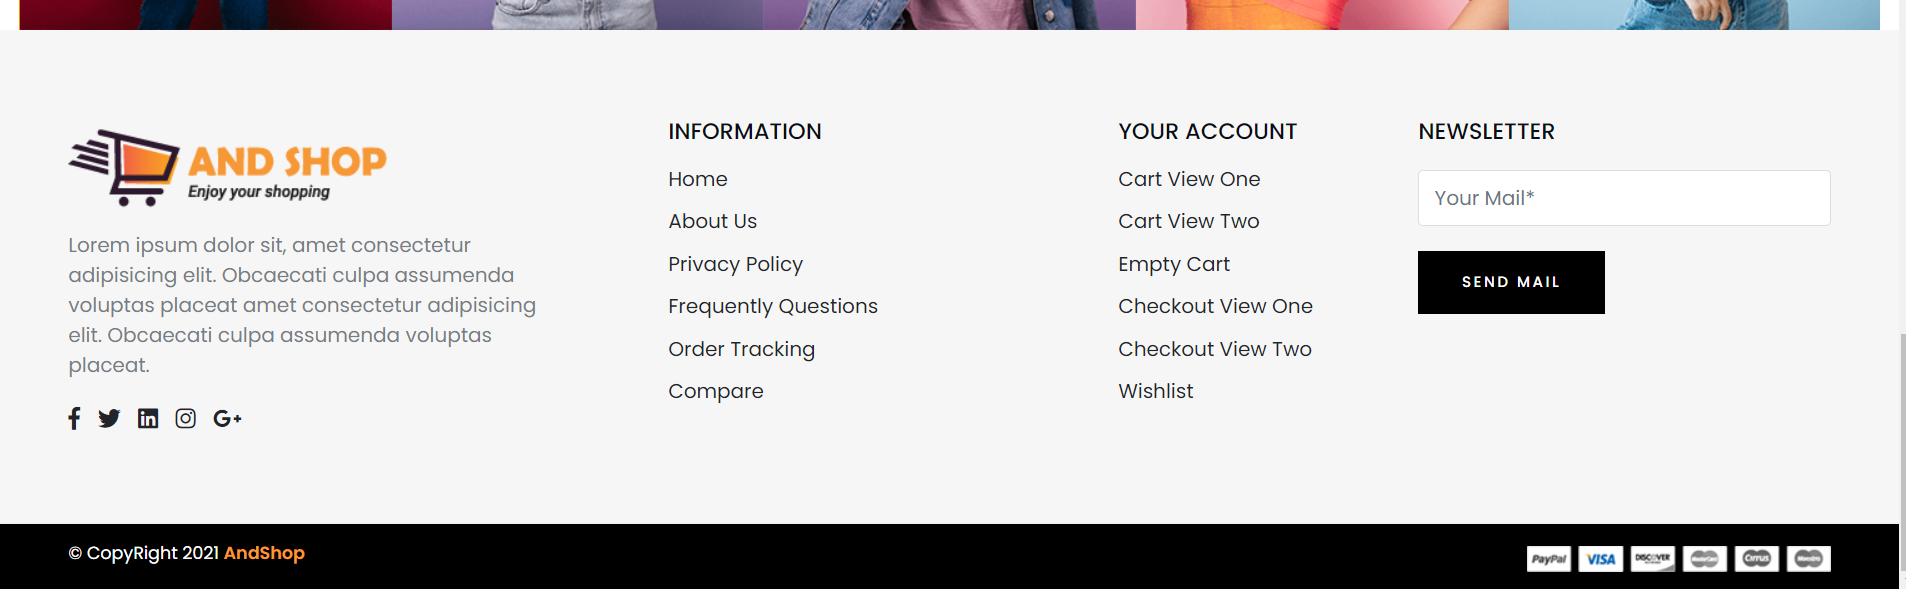 AND SHOP
Enjoy your shopping
Lorem ipsum dolor sit, amet consectetur
adipisicing elit. Obcaecati culpa assumenda
voluptas placeat amet consectetur adipisicing
elit. Obcaecati culpa assumenda voluptas
placeat.
INFORMATION
Home
About Us
Privacy Policy
Frequently Questions
Order Tracking
Compare
YOUR ACCOUNT
Cart View One
Cart View Two
Empty Cart
Checkout View One
Checkout View Two
Wishlist
NEWSLETTER
Your Mail*
SEND MAIL
© CopyRight 2021 AndShop
PayPal VISA DISCOVER MasterCard Cirrus Maestro